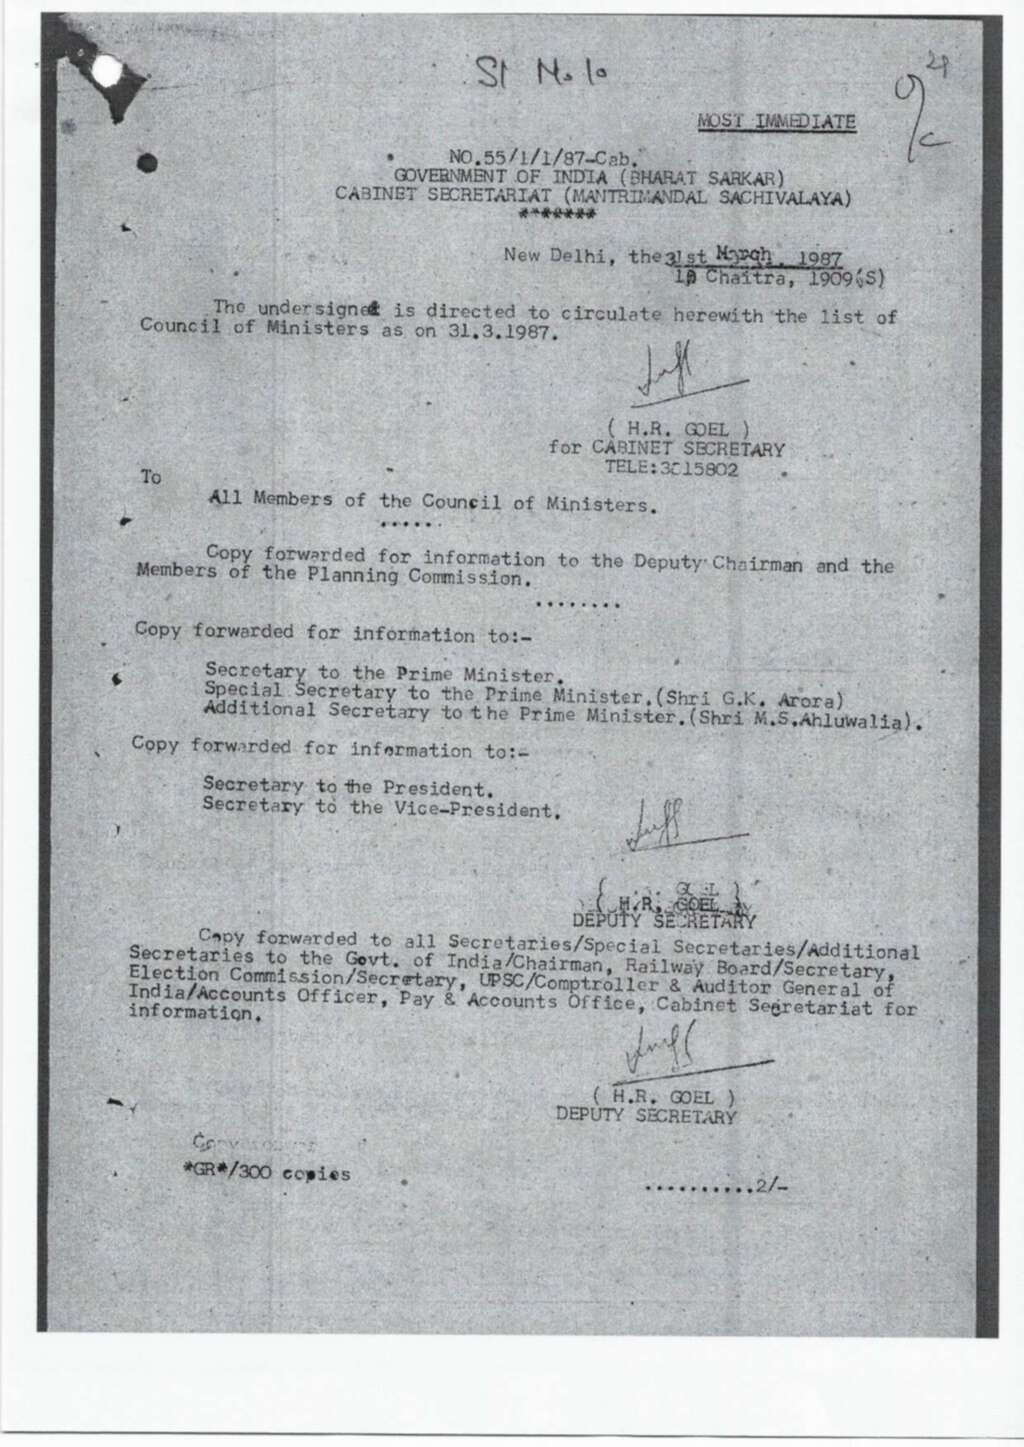 Sl No. 10
21
O/c
MOST IMMEDIATE
NO.55/1/1/87-Cab.
GOVERNMENT OF INDIA (BHARAT SARKAR)
CABINET SECRETARIAT (MANTRIMANDAL SACHIVALAYA)
*******
New Delhi, the 31st March, 1987
10 Chaitra, 1909(S)
The undersigned is directed to circulate herewith the list of
Council of Ministers as on 31.3.1987.
( H.R. GOEL )
for CABINET SECRETARY
TELE:3015802
To
All Members of the Council of Ministers.
......
Copy forwarded for information to the Deputy Chairman and the
Members of the Planning Commission.
........
Copy forwarded for information to:-
Secretary to the Prime Minister.
Special Secretary to the Prime Minister.(Shri G.K. Arora)
Additional Secretary to the Prime Minister.(Shri M.S.Ahluwalia).
Copy forwarded for information to:-
Secretary to the President.
Secretary to the Vice-President.
( H.R. GOEL )
DEPUTY SECRETARY
Copy forwarded to all Secretaries/Special Secretaries/Additional
Secretaries to the Govt. of India/Chairman, Railway Board/Secretary,
Election Commission/Secretary, UPSC/Comptroller & Auditor General of
India/Accounts Officer, Pay & Accounts Office, Cabinet Secretariat for
information.
( H.R. GOEL )
DEPUTY SECRETARY
*GR*/300 copies
..........2/-